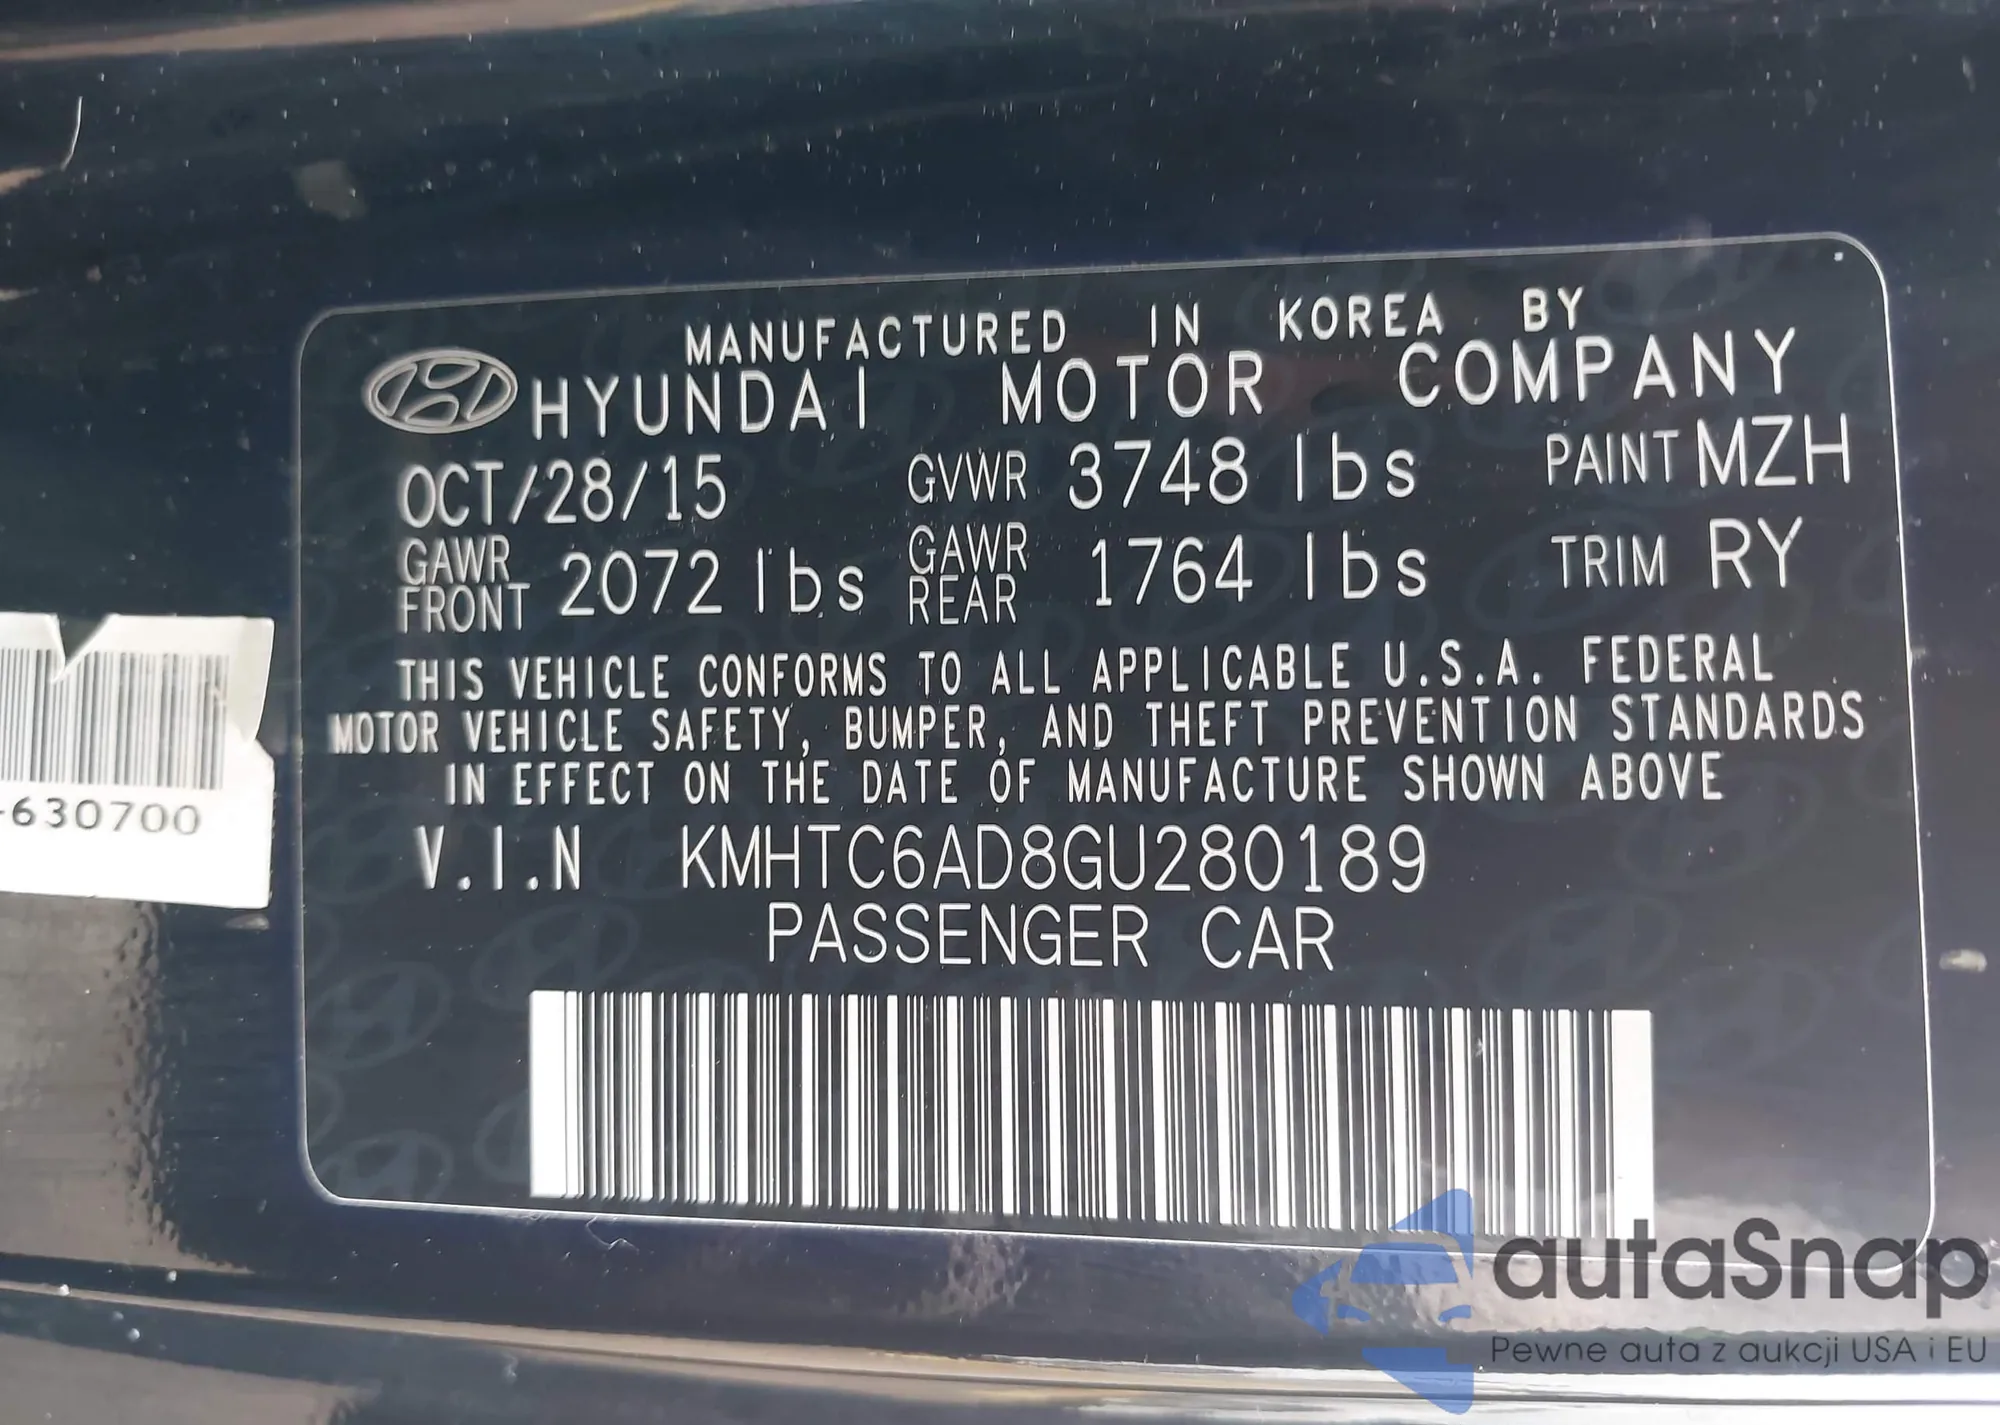 MANUFACTURED IN KOREA BY
HYUNDAI MOTOR COMPANY
OCT/28/15 GVWR 3748 lbs PAINT MZH
GAWR FRONT 2072 lbs GAWR REAR 1764 lbs TRIM RY
THIS VEHICLE CONFORMS TO ALL APPLICABLE U.S.A. FEDERAL
MOTOR VEHICLE SAFETY, BUMPER, AND THEFT PREVENTION STANDARDS
IN EFFECT ON THE DATE OF MANUFACTURE SHOWN ABOVE
V.I.N KMHTC6AD8GU280189
PASSENGER CAR
-630700
autaSnap
Pewne auta z aukcji USA i EU